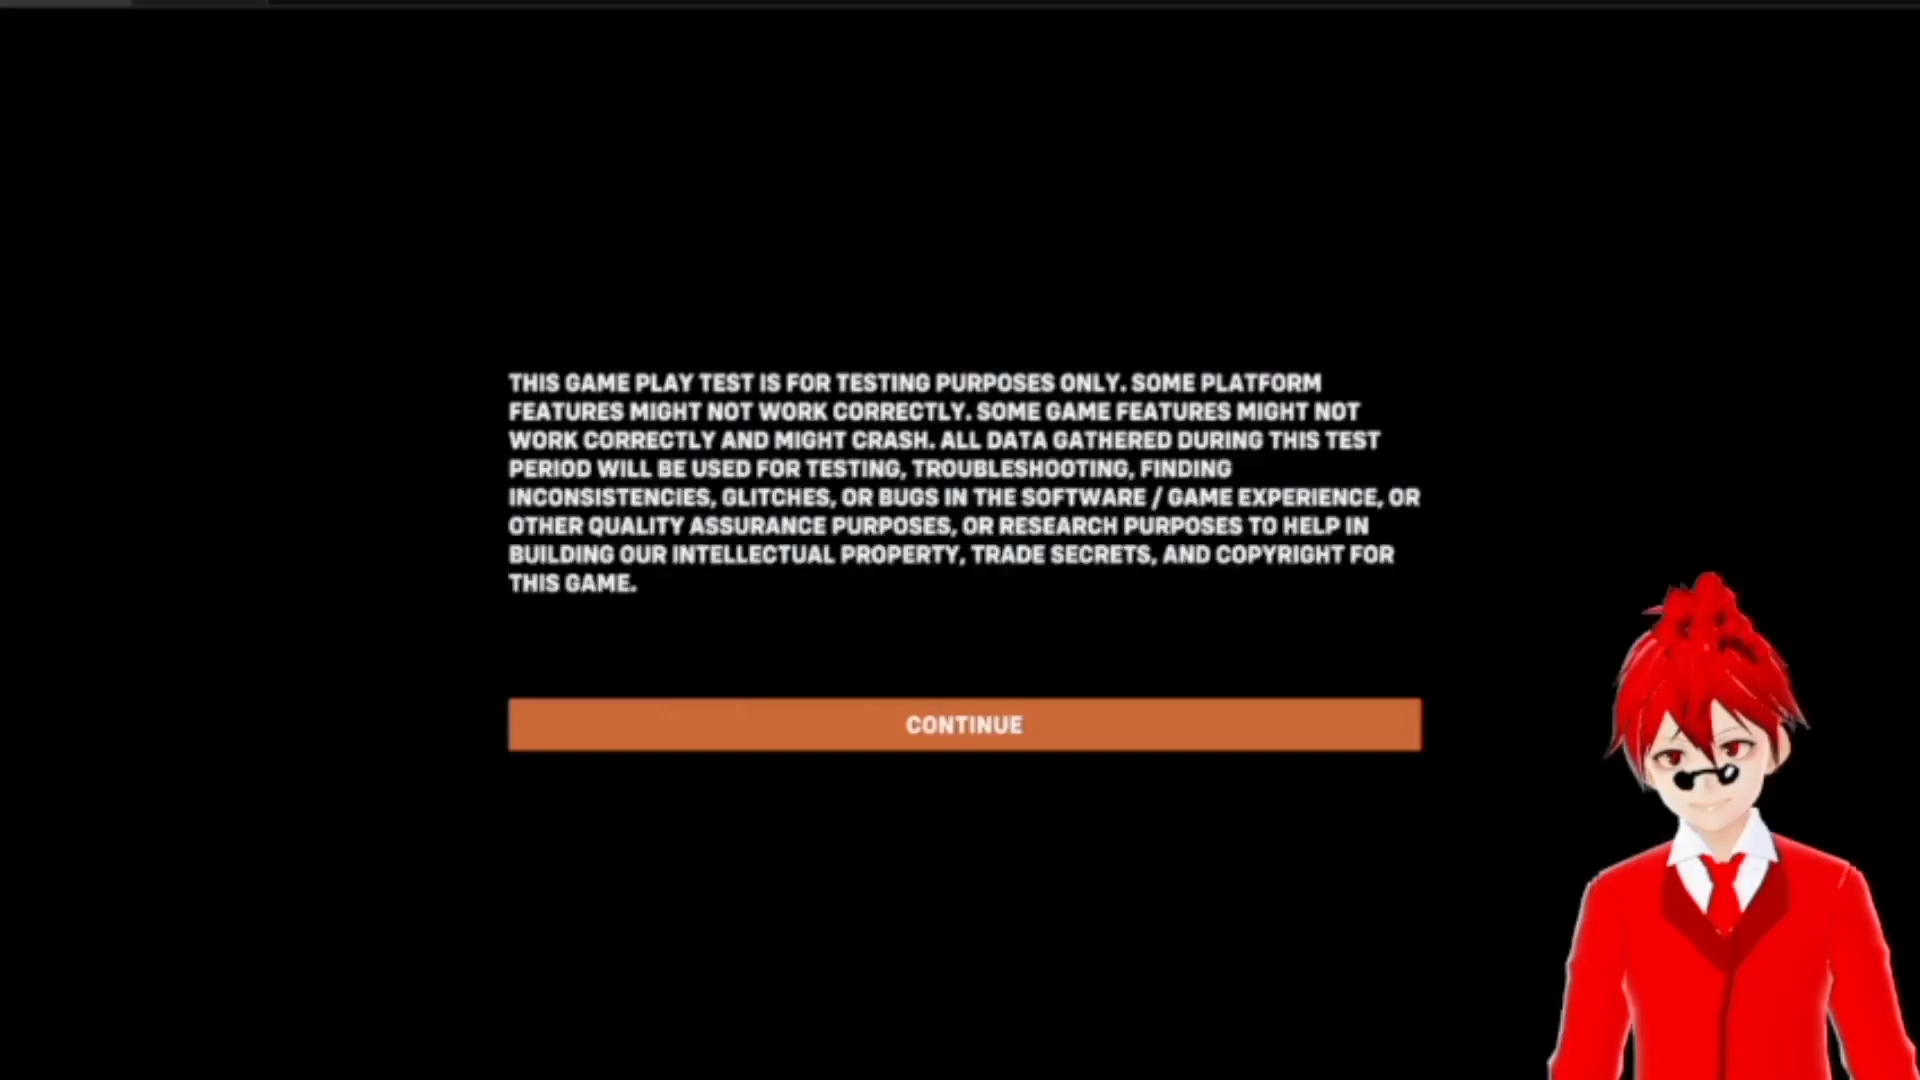 THIS GAME PLAY TEST IS FOR TESTING PURPOSES ONLY. SOME PLATFORM
FEATURES MIGHT NOT WORK CORRECTLY. SOME GAME FEATURES MIGHT NOT
WORK CORRECTLY AND MIGHT CRASH. ALL DATA GATHERED DURING THIS TEST
PERIOD WILL BE USED FOR TESTING, TROUBLESHOOTING, FINDING
INCONSISTENCIES, GLITCHES, OR BUGS IN THE SOFTWARE / GAME EXPERIENCE, OR
OTHER QUALITY ASSURANCE PURPOSES, OR RESEARCH PURPOSES TO HELP IN
BUILDING OUR INTELLECTUAL PROPERTY, TRADE SECRETS, AND COPYRIGHT FOR
THIS GAME.
CONTINUE